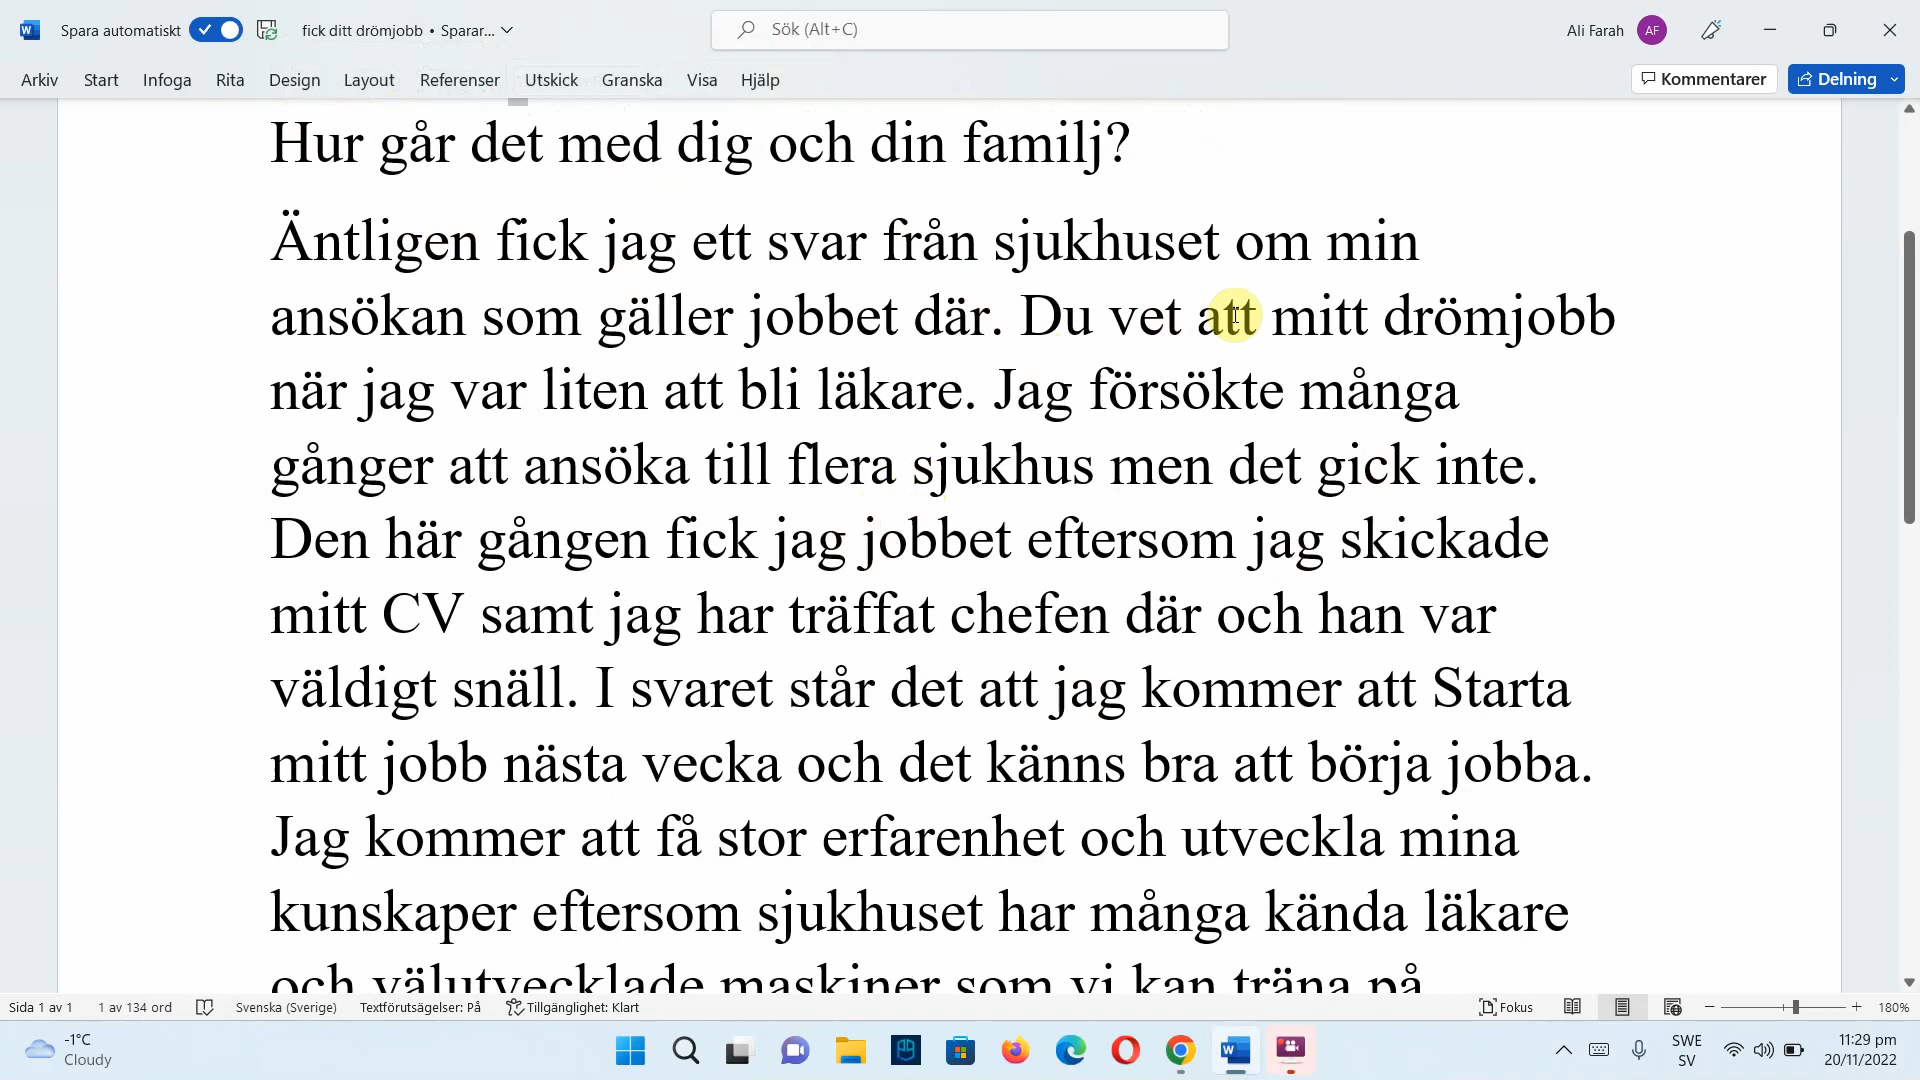 Spara automatiskt
fick ditt drömjobb • Sparar...
Sök (Alt+C)
Ali Farah
AF
Arkiv
Start
Infoga
Rita
Design
Layout
Referenser
Utskick
Granska
Visa
Hjälp
Kommentarer
Delning
Hur går det med dig och din familj?
Äntligen fick jag ett svar från sjukhuset om min
ansökan som gäller jobbet där. Du vet att mitt drömjobb
när jag var liten att bli läkare. Jag försökte många
gånger att ansöka till flera sjukhus men det gick inte.
Den här gången fick jag jobbet eftersom jag skickade
mitt CV samt jag har träffat chefen där och han var
väldigt snäll. I svaret står det att jag kommer att Starta
mitt jobb nästa vecka och det känns bra att börja jobba.
Jag kommer att få stor erfarenhet och utveckla mina
kunskaper eftersom sjukhuset har många kända läkare
och välutvecklade maskiner som vi kan träna på
Sida 1 av 1
1 av 134 ord
Svenska (Sverige)
Textförutsägelser: På
Tillgänglighet: Klart
Fokus
180%
-1°C
Cloudy
SWE
SV
11:29 pm
20/11/2022